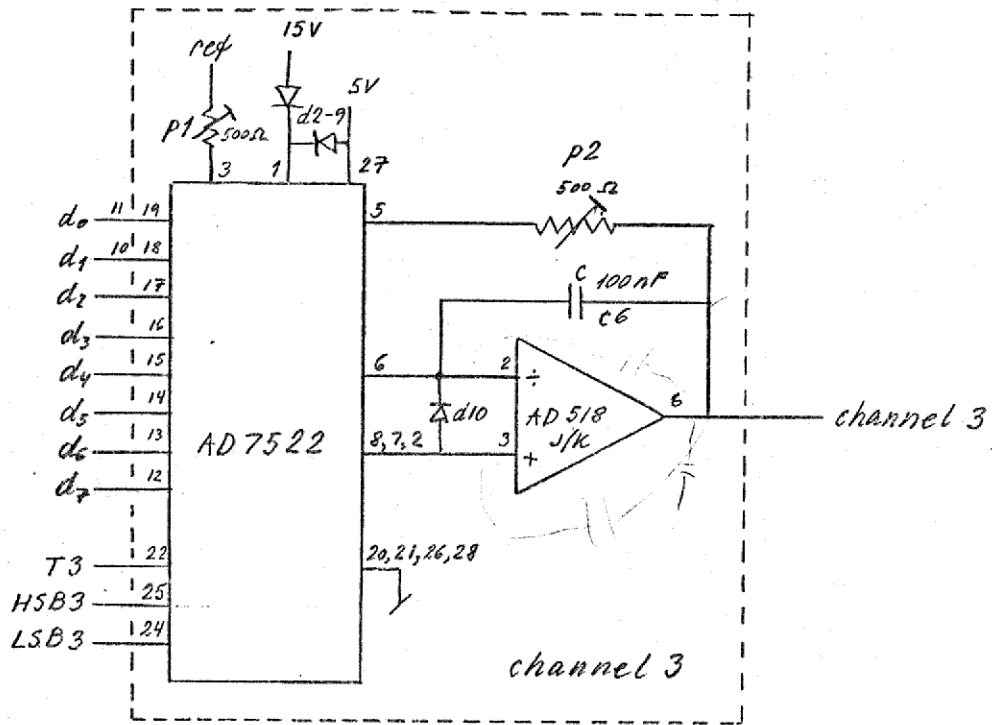 ref
15V
5V
d2-9
P1
500Ω
3
1
27
P2
500 Ω
5
d0 11 19
d1 10 18
d2 17
d3 16
d4 15
d5 14
d6 13
d7 12
C 100nF
C6
6
2 ÷
d10
AD 7522
AD 518
J/K
6
channel 3
8,7,2
3 +
T3 22
HSB3 25
LSB3 24
20, 21, 26, 28
channel 3